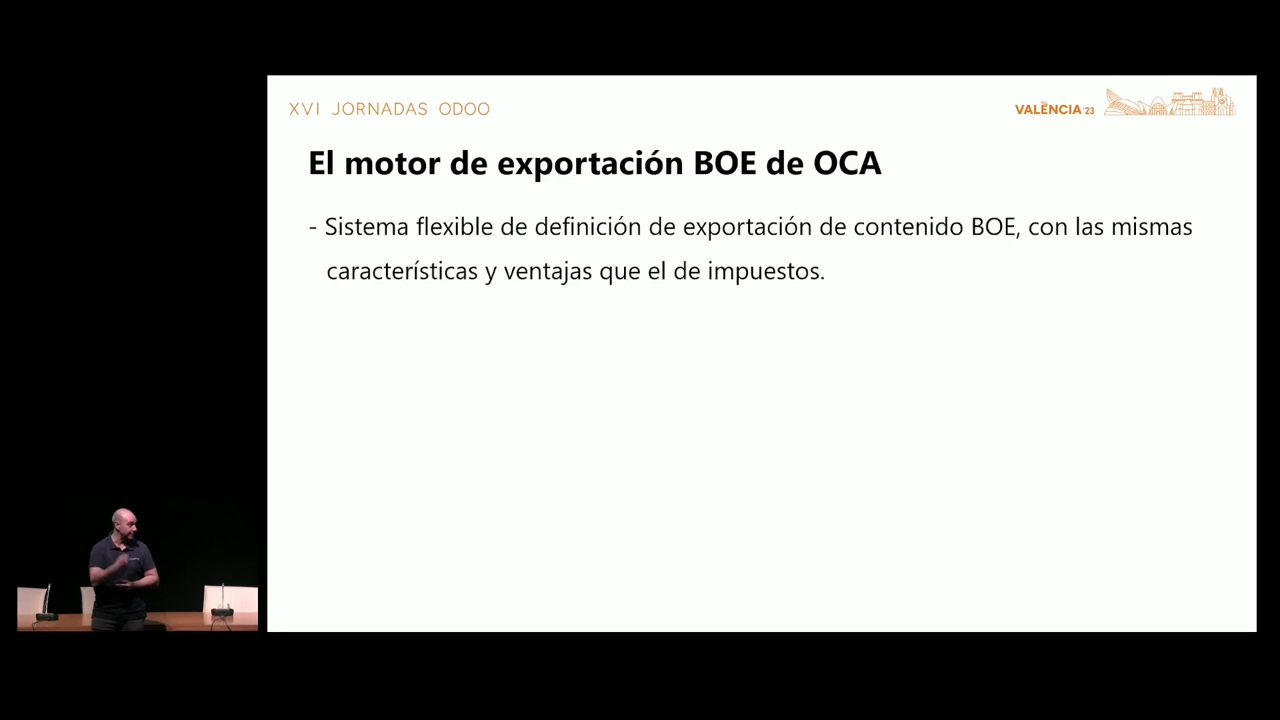 XVI JORNADAS ODOO
VALÈNCIA '23
El motor de exportación BOE de OCA
- Sistema flexible de definición de exportación de contenido BOE, con las mismas
características y ventajas que el de impuestos.